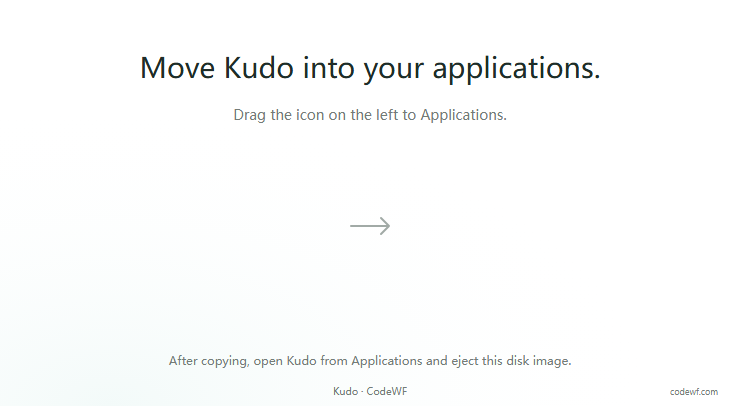 Move Kudo into your applications.
Drag the icon on the left to Applications.
After copying, open Kudo from Applications and eject this disk image.
Kudo · CodeWF
codewf.com